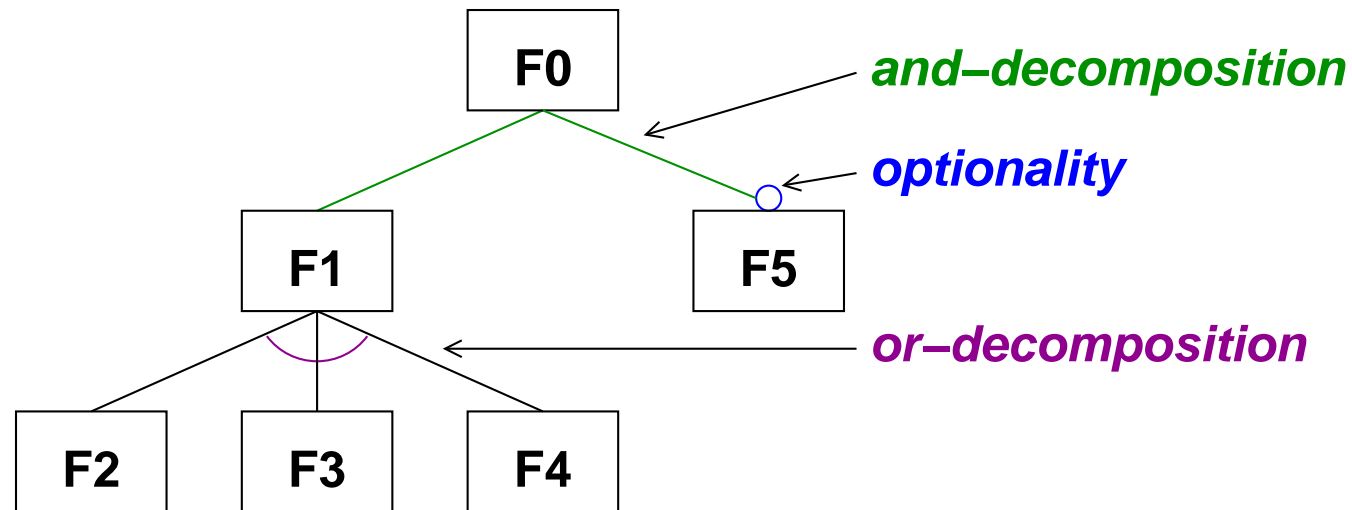 F0
and–decomposition
optionality
F1
F5
or–decomposition
F2
F3
F4